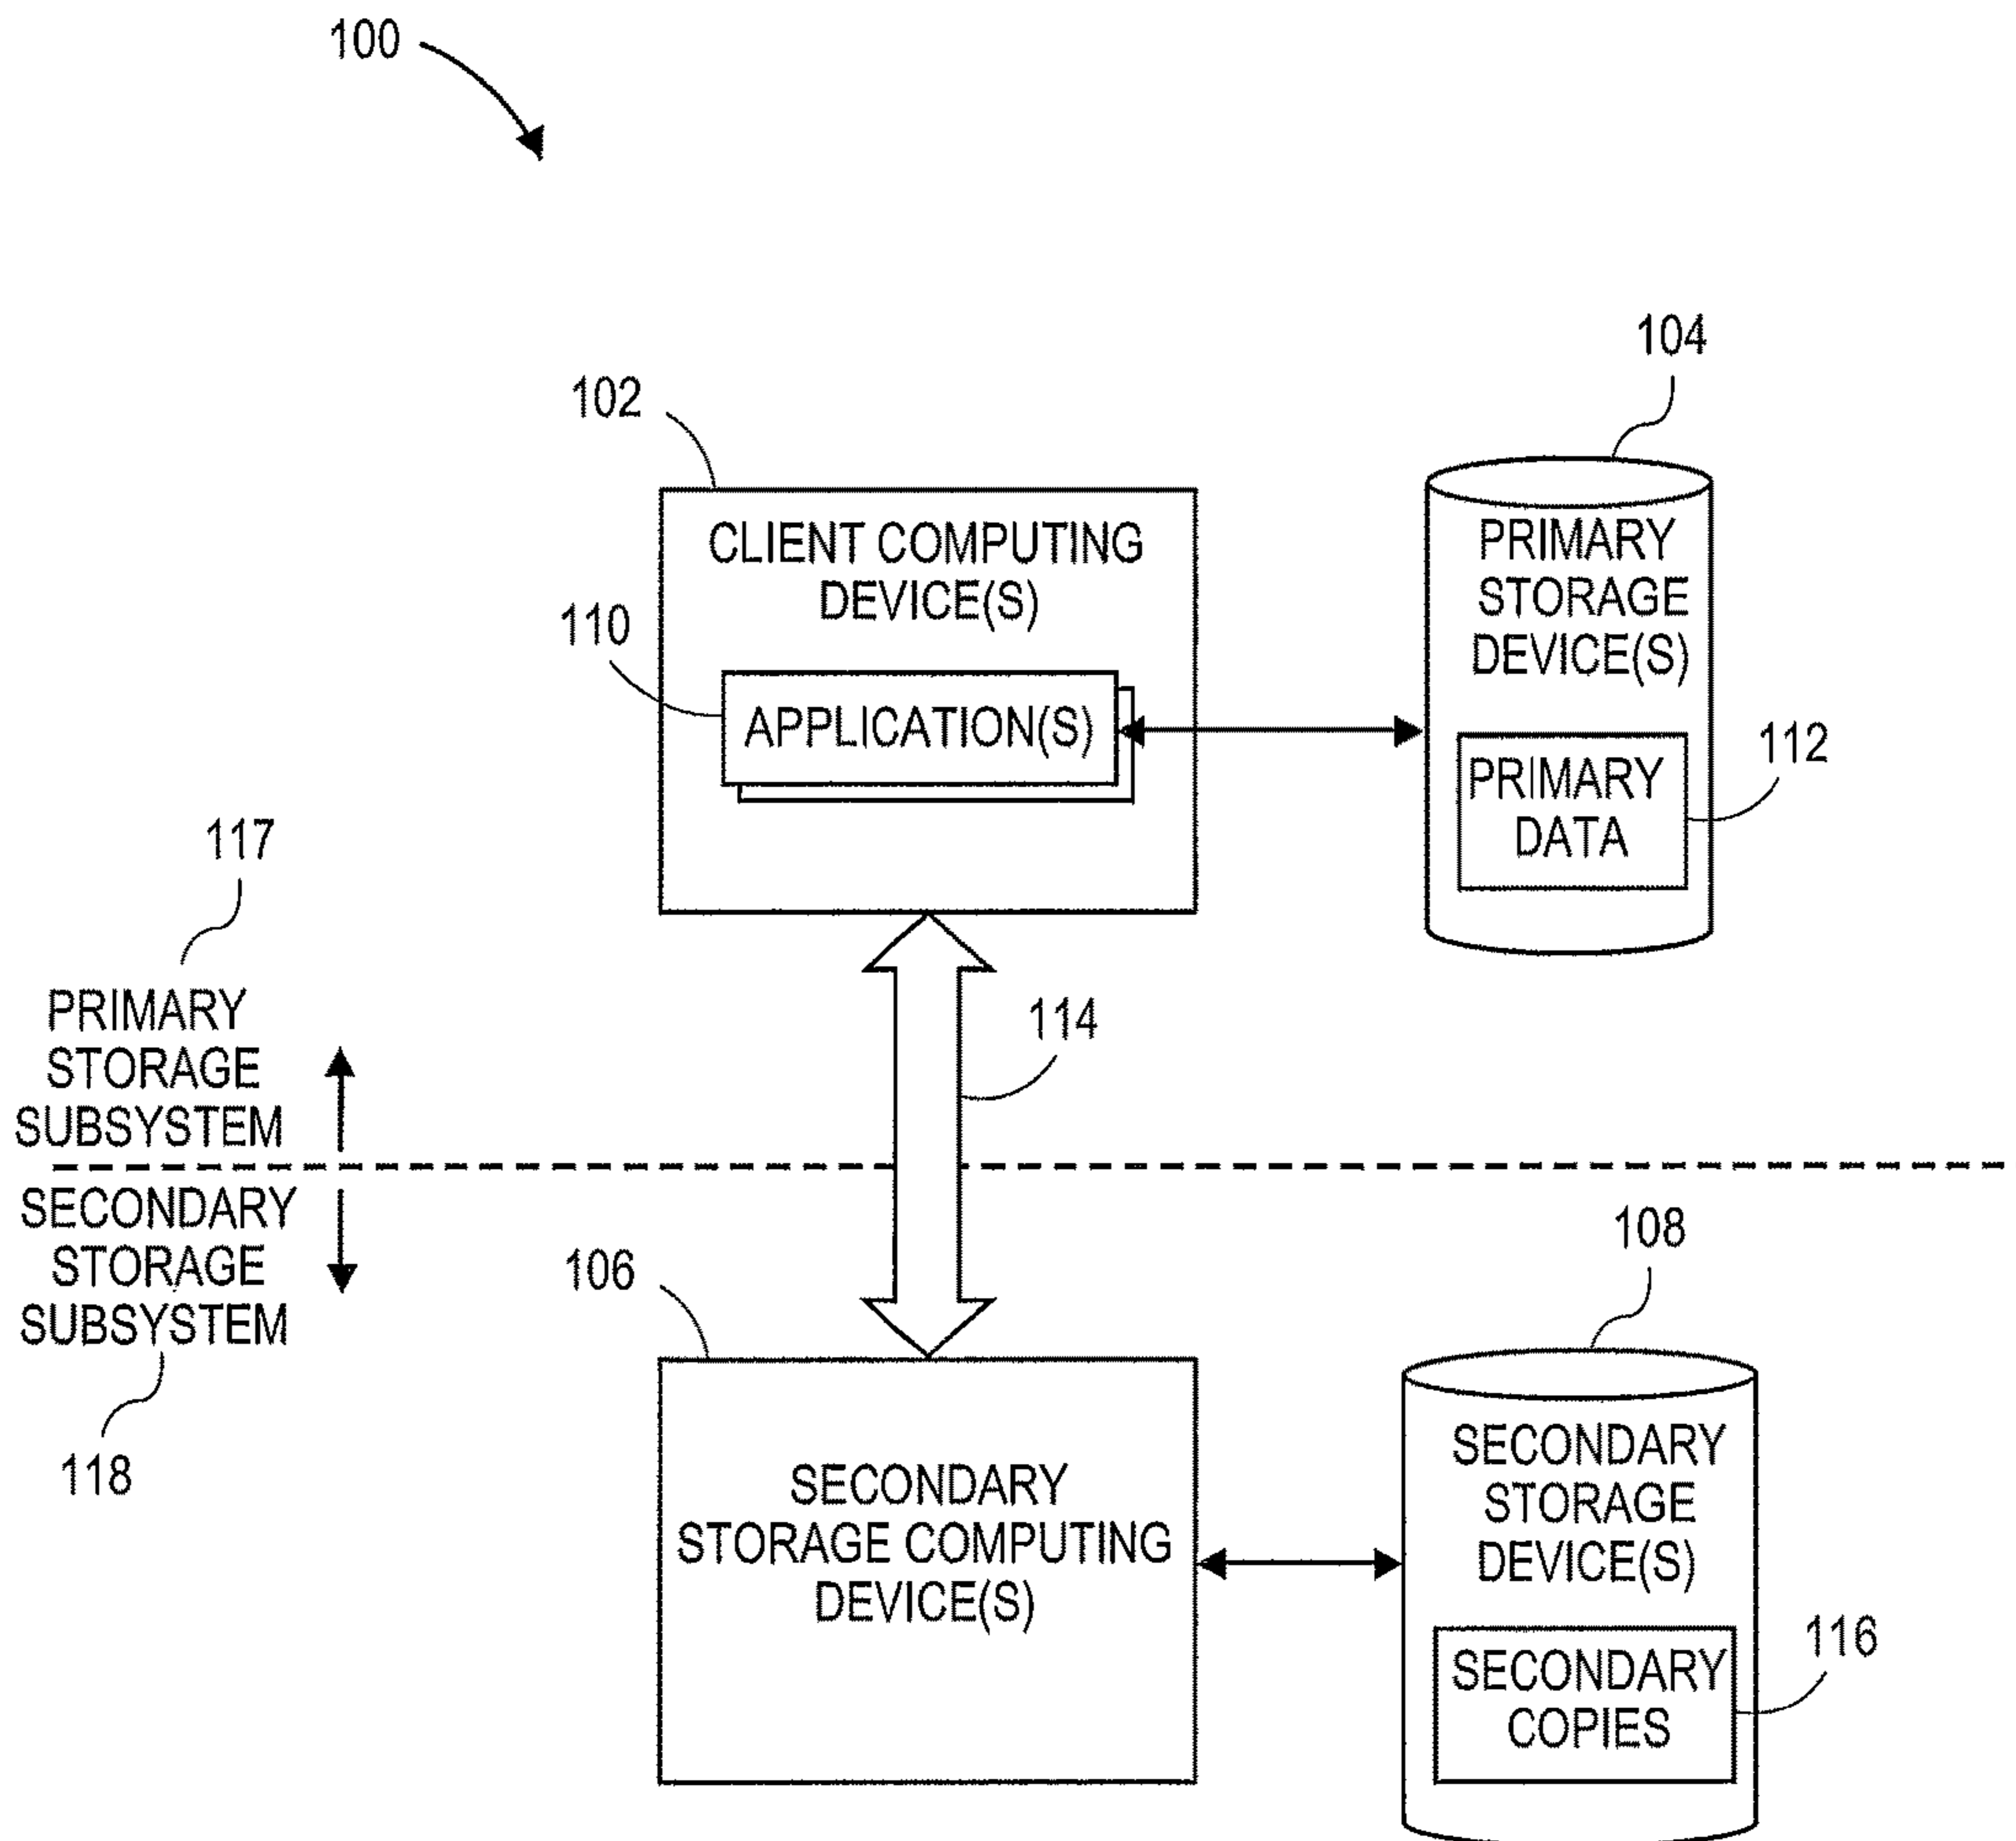 100
104
102
CLIENT COMPUTING
DEVICE(S)
PRIMARY
STORAGE
DEVICE(S)
110
APPLICATION(S)
112
PRIMARY
DATA
117
PRIMARY
STORAGE
SUBSYSTEM
114
SECONDARY
STORAGE
SUBSYSTEM
118
106
108
SECONDARY
STORAGE COMPUTING
DEVICE(S)
SECONDARY
STORAGE
DEVICE(S)
116
SECONDARY
COPIES